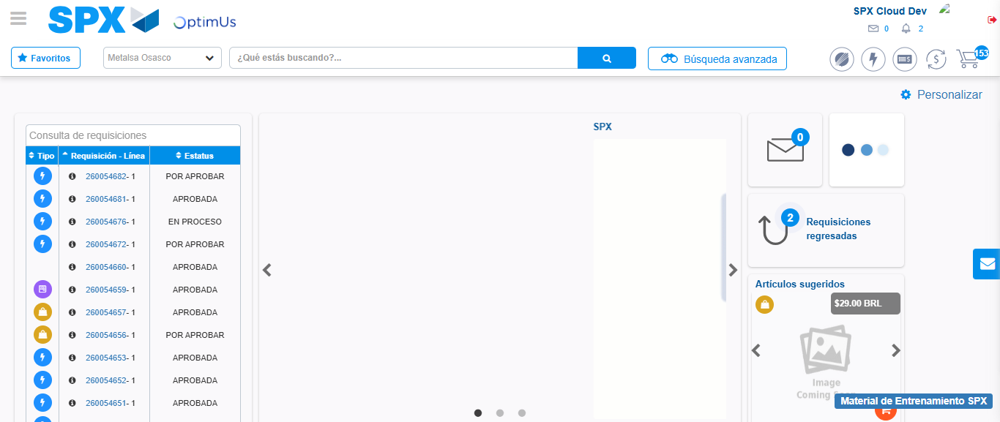 SPX OptimUs
SPX Cloud Dev
0 2
Favoritos
Metalsa Osasco
¿Qué estás buscando?...
Búsqueda avanzada
153
Personalizar
Consulta de requisiciones
Tipo Requisición - Línea Estatus
260054682- 1 POR APROBAR
260054681- 1 APROBADA
260054676- 1 EN PROCESO
260054672- 1 POR APROBAR
260054660- 1 APROBADA
260054659- 1 APROBADA
260054657- 1 APROBADA
260054656- 1 POR APROBAR
260054653- 1 APROBADA
260054652- 1 APROBADA
260054651- 1 APROBADA
SPX
0
2
Requisiciones
regresadas
Artículos sugeridos
$29.00 BRL
Image
Coming
Material de Entrenamiento SPX